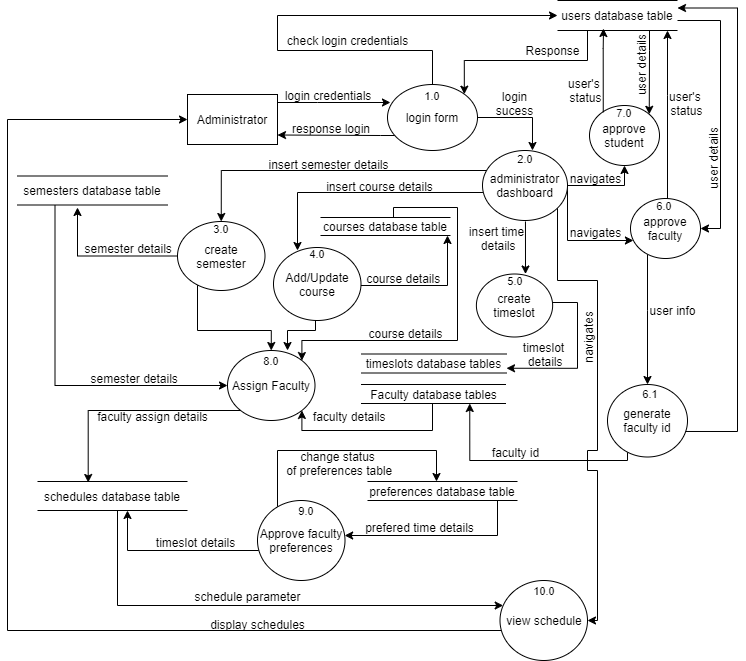 users database table
check login credentials
Response
user details
user's
status
user's
status
user details
login credentials
Administrator
response login
1.0
login form
login
sucess
7.0
approve
student
2.0
administrator
dashboard
navigates
insert semester details
insert course details
semesters database table
6.0
approve
faculty
navigates
courses database table
3.0
create
semester
semester details
4.0
Add/Update
course
course details
insert time
details
5.0
create
timeslot
navigates
user info
course details
timeslot
details
timeslots database tables
8.0
Assign Faculty
semester details
Faculty database tables
6.1
generate
faculty id
faculty details
faculty assign details
faculty id
change status
of preferences table
schedules database table
preferences database table
9.0
Approve faculty
preferences
prefered time details
timeslot details
10.0
view schedule
schedule parameter
display schedules